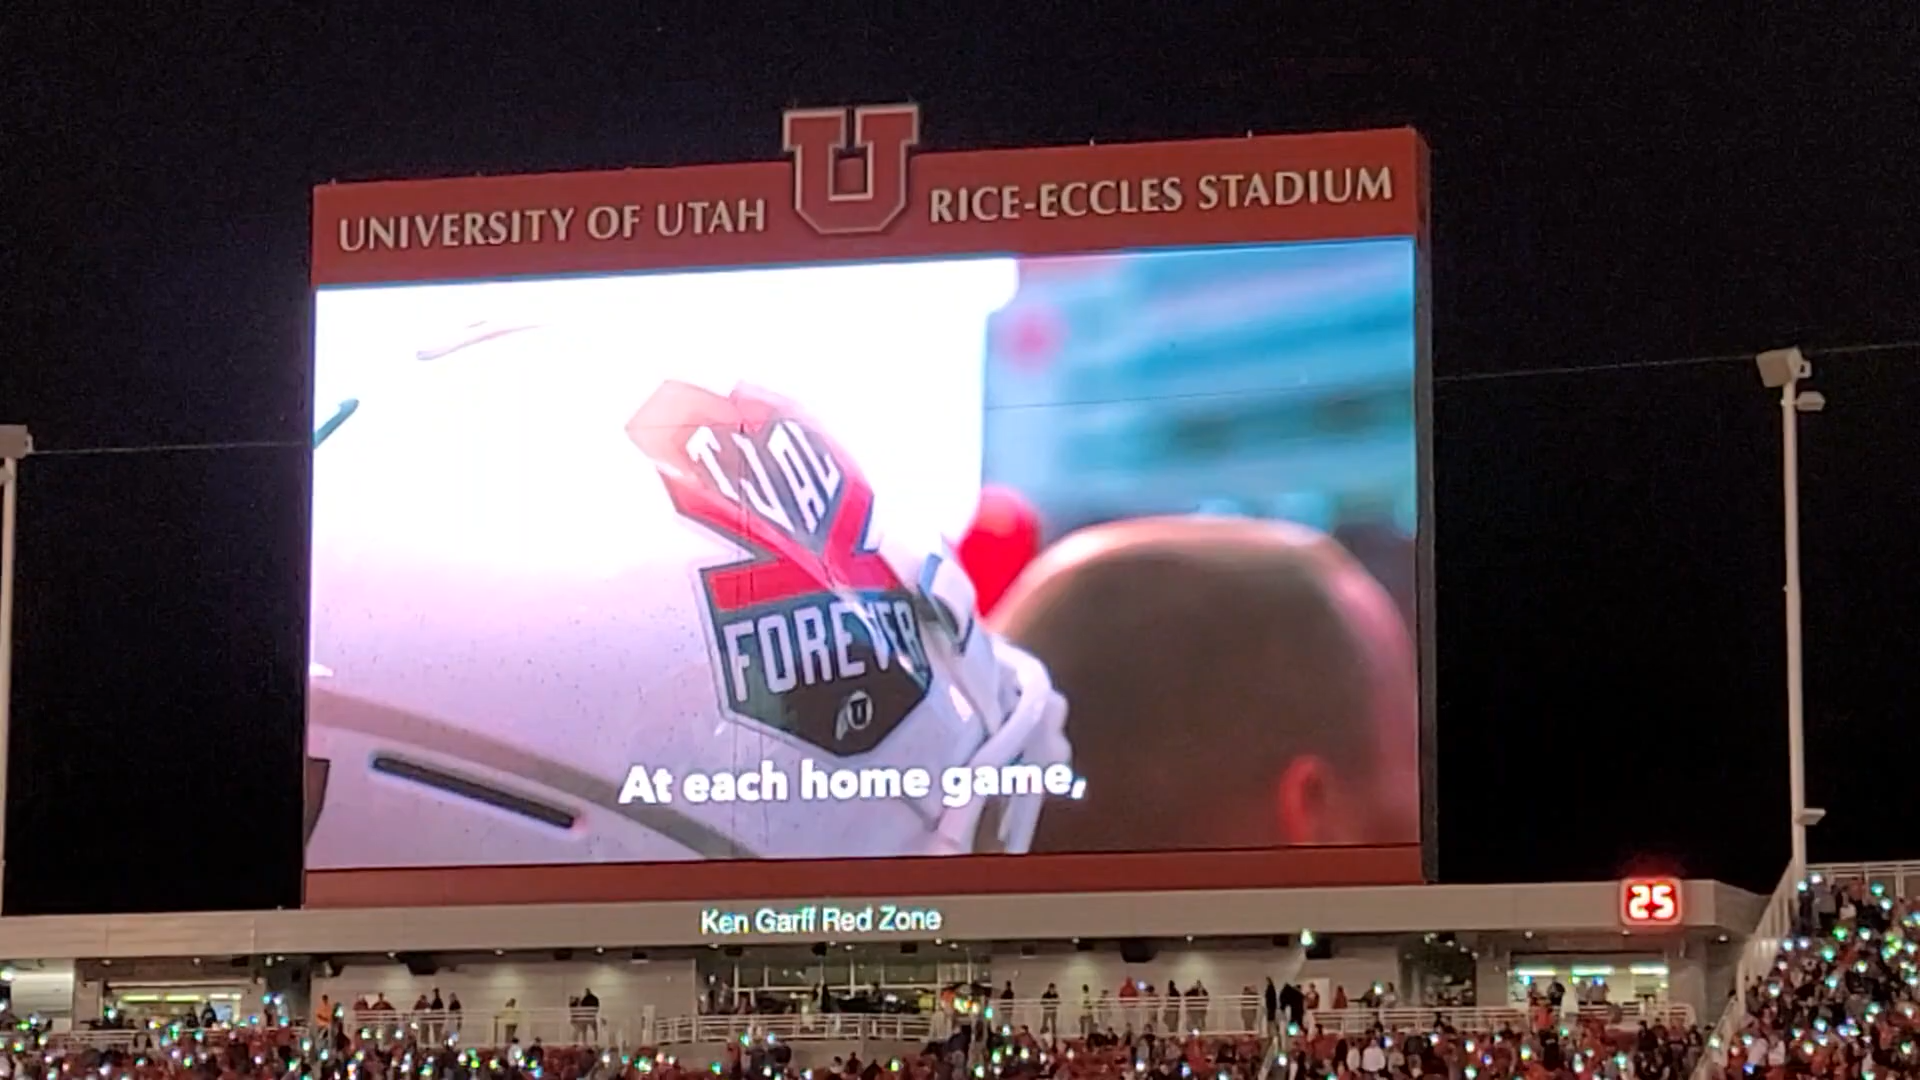 U
UNIVERSITY OF UTAH
RICE-ECCLES STADIUM
TJAL
FOREVER
U
At each home game,
25
Ken Garff Red Zone